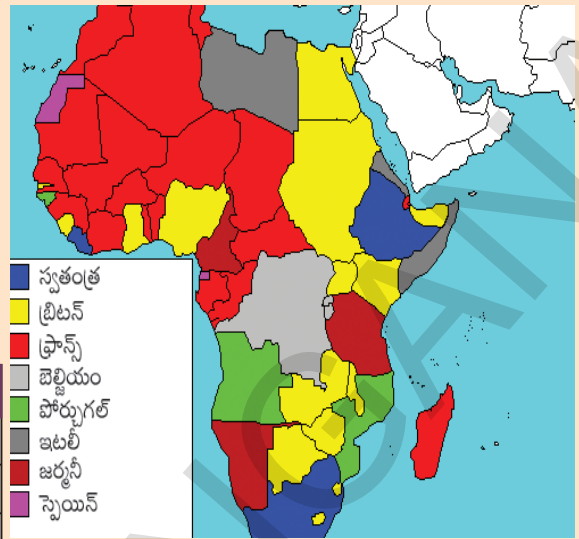 స్వతంత్ర
బ్రిటన్
ఫ్రాన్స్
బెల్జియం
పోర్చుగల్
ఇటలీ
జర్మనీ
స్పెయిన్